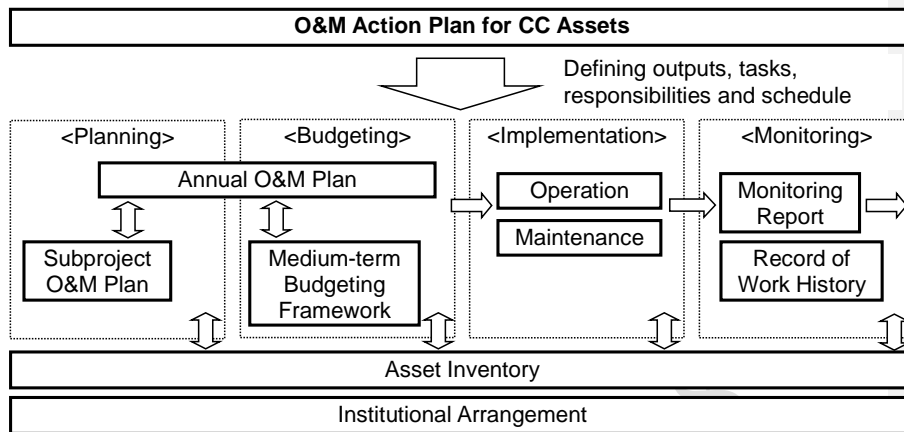 O&M Action Plan for CC Assets
Defining outputs, tasks,
responsibilities and schedule
<Planning>
<Budgeting>
<Implementation>
<Monitoring>
Annual O&M Plan
Subproject
O&M Plan
Medium-term
Budgeting
Framework
Operation
Maintenance
Monitoring
Report
Record of
Work History
Asset Inventory
Institutional Arrangement